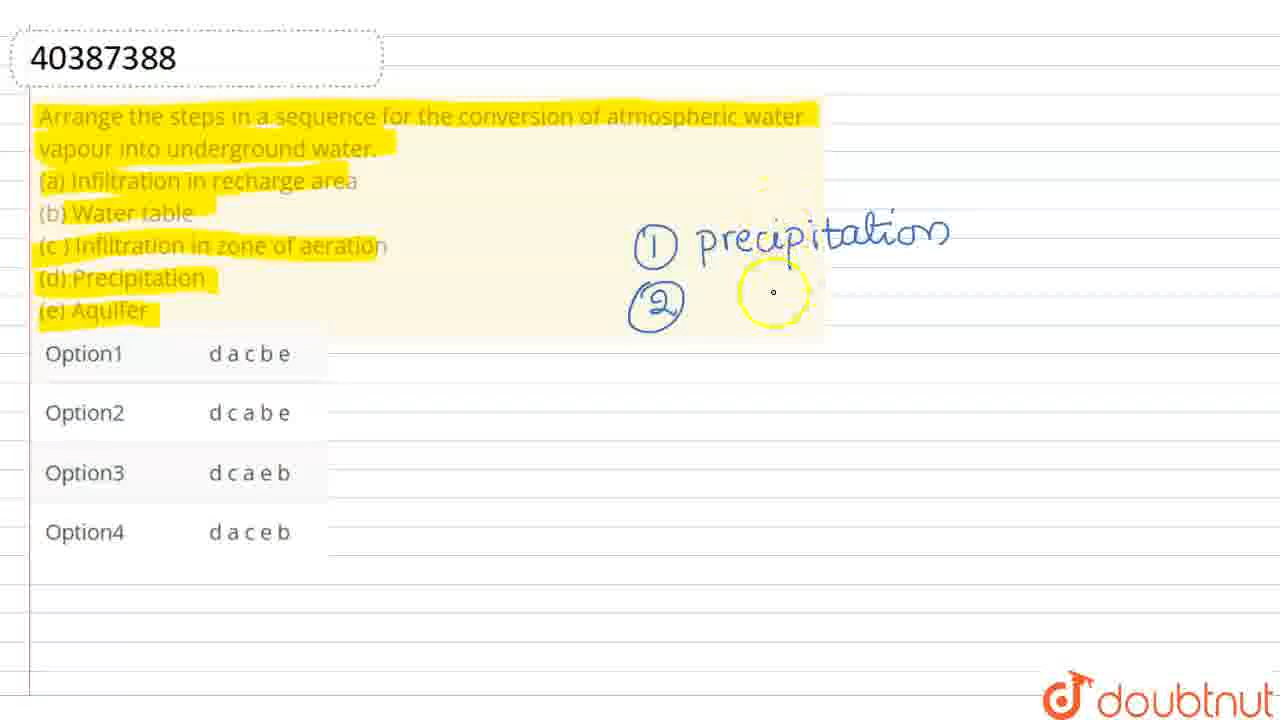 40387388
Arrange the steps in a sequence for the conversion of atmospheric water
vapour into underground water.
(a) Infiltration in recharge area
(b) Water table
(c ) Infiltration in zone of aeration
(d) Precipitation
(e) Aquifer
① precipitation
②
Option1 d a c b e
Option2 d c a b e
Option3 d c a e b
Option4 d a c e b
doubtnut